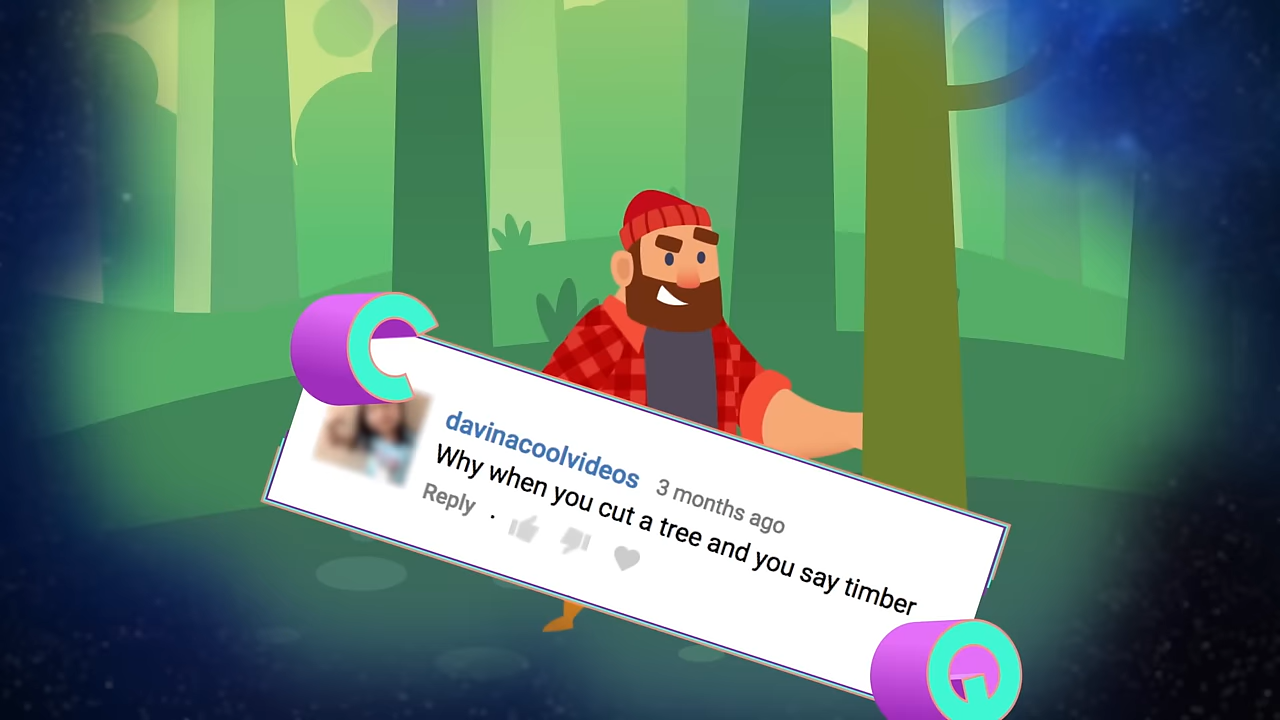 C
davinacoolvideos 3 months ago
Why when you cut a tree and you say timber
Reply ·
Q